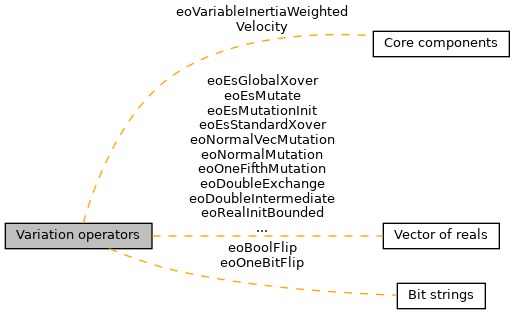 eoVariableInertiaWeighted
Velocity
Core components
eoEsGlobalXover
eoEsMutate
eoEsMutationInit
eoEsStandardXover
eoNormalVecMutation
eoNormalMutation
eoOneFifthMutation
eoDoubleExchange
eoDoubleIntermediate
eoRealInitBounded
...
Variation operators
Vector of reals
eoBoolFlip
eoOneBitFlip
Bit strings